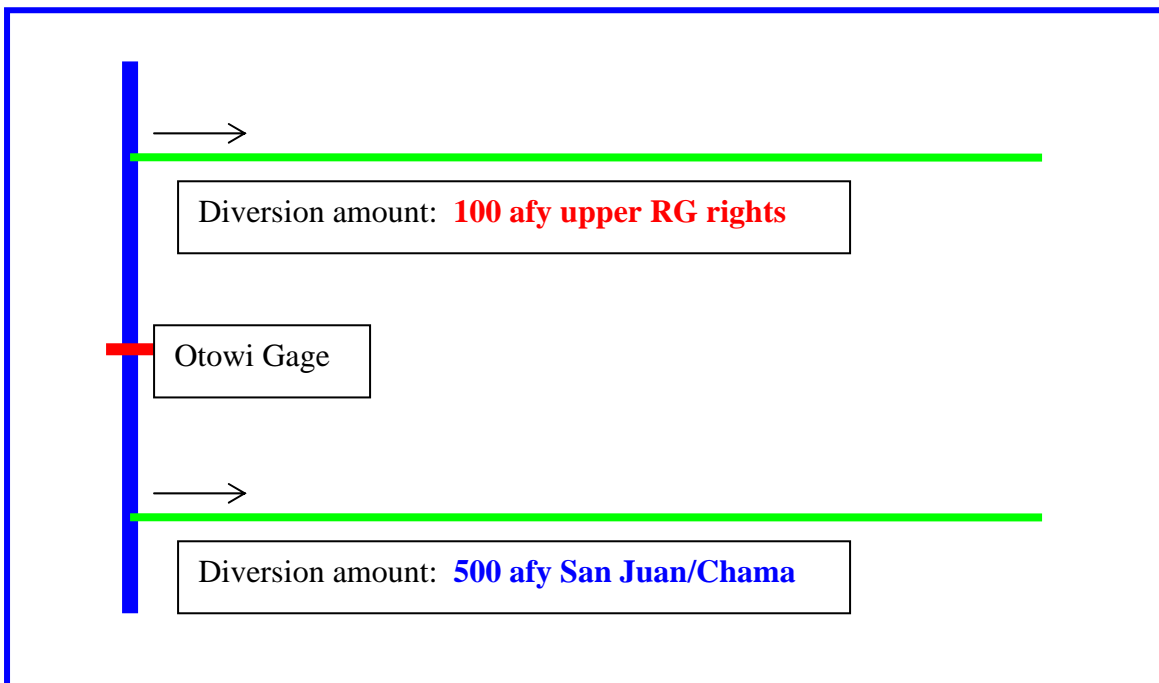 Diversion amount:  100 afy upper RG rights
Otowi Gage
Diversion amount:  500 afy San Juan/Chama